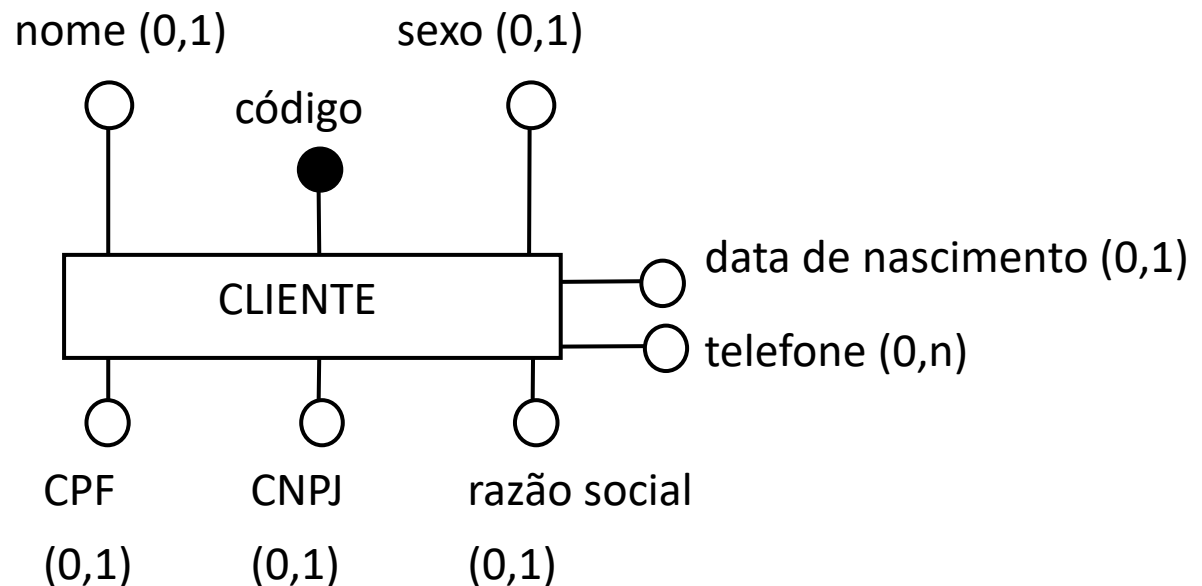 nome (0,1)
sexo (0,1)
código
data de nascimento (0,1)
CLIENTE
telefone (0,n)
CPF
(0,1)
CNPJ
(0,1)
razão social
(0,1)